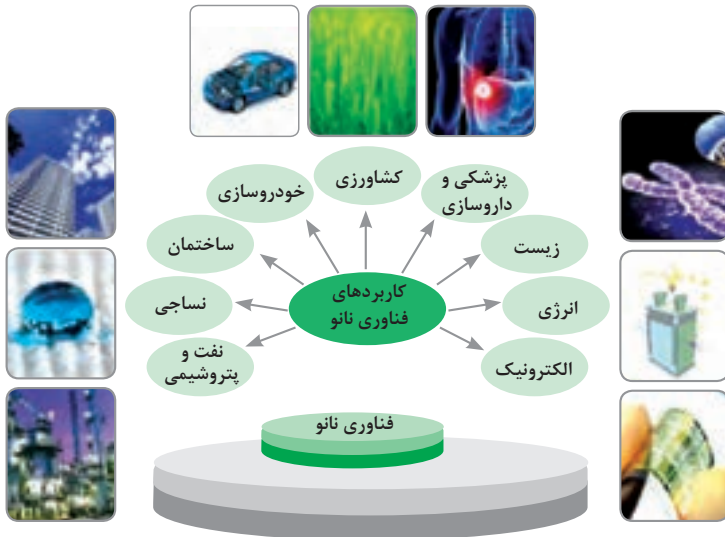 کشاورزی
پزشکی و
داروسازی
خودروسازی
زیست
ساختمان
کاربردهای
فناوری نانو
انرژی
نساجی
الکترونیک
نفت و
پتروشیمی
فناوری نانو